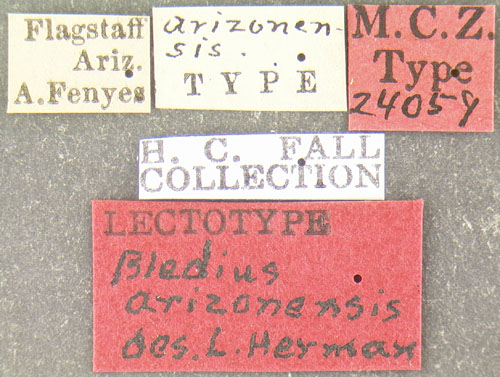 Flagstaff
Ariz.
A.Fenyes
arizonen-
sis.
TYPE
M.C.Z.
Type
24059
H. C. FALL
COLLECTION
LECTOTYPE
Bledius
arizonensis
des. L. Herman